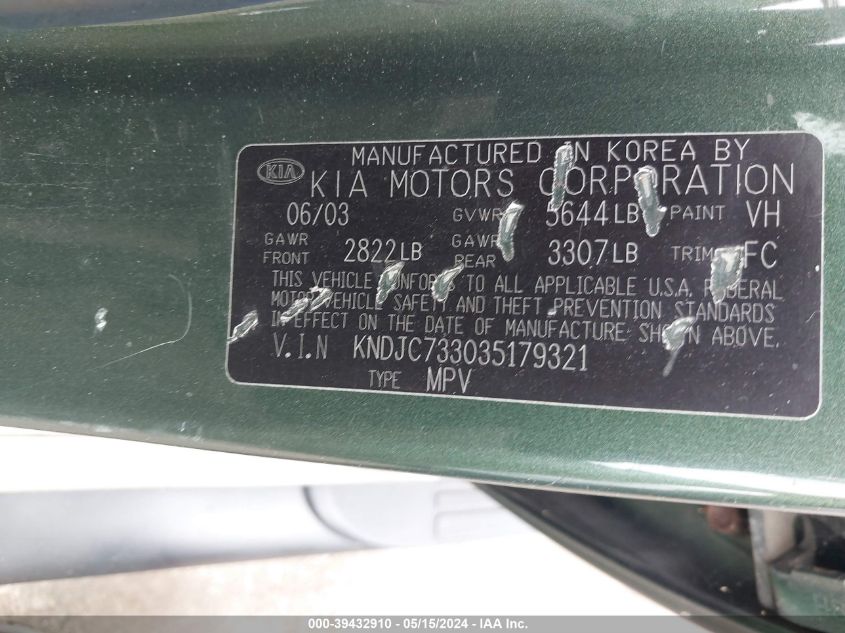 MANUFACTURED IN KOREA BY
KIA KIA MOTORS CORPORATION
06/03 GVWR 5644LB PAINT VH
GAWR FRONT 2822LB GAWR REAR 3307LB TRIM FC
THIS VEHICLE CONFORMS TO ALL APPLICABLE U.S.A. FEDERAL
MOTOR VEHICLE SAFETY AND THEFT PREVENTION STANDARDS
IN EFFECT ON THE DATE OF MANUFACTURE SHOWN ABOVE.
V.I.N KNDJC733035179321
TYPE MPV
000-39432910 - 05/15/2024 - IAA Inc.